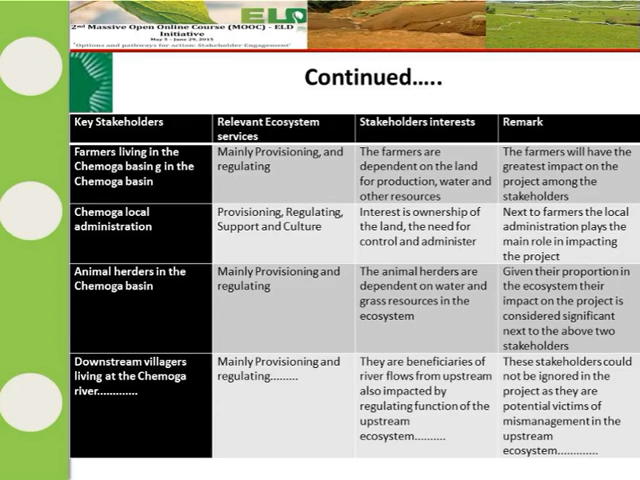 ELD
2nd Massive Open Online Course (MOOC) - ELD
Initiative
May 5 - June 29, 2015
"Options and pathways for action: Stakeholder Engagement"
Continued…..
Key Stakeholders
Relevant Ecosystem
services
Stakeholders interests
Remark
Farmers living in the
Chemoga basin g in the
Chemoga basin
Mainly Provisioning, and
regulating
The farmers are
dependent on the land
for production, water and
other resources
The farmers will have the
greatest impact on the
project among the
stakeholders
Chemoga local
administration
Provisioning, Regulating,
Support and Culture
Interest is ownership of
the land, the need for
control and administer
Next to farmers the local
administration plays the
main role in impacting
the project
Animal herders in the
Chemoga basin
Mainly Provisioning and
regulating
The animal herders are
dependent on water and
grass resources in the
ecosystem
Given their proportion in
the ecosystem their
impact on the project is
considered significant
next to the above two
stakeholders
Downstream villagers
living at the Chemoga
river.............
Mainly Provisioning and
regulating.........
They are beneficiaries of
river flows from upstream
also impacted by
regulating function of the
upstream
ecosystem..........
These stakeholders could
not be ignored in the
project as they are
potential victims of
mismanagement in the
upstream
ecosystem.............